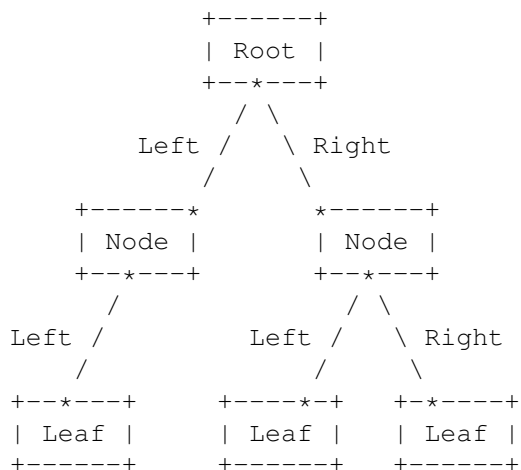 +------+
| Root |
+--*---+
/ \
Left / \ Right
/ \
+------* *------+
| Node | | Node |
+--*---+ +--*---+
/ / \
Left / Left / \ Right
/ / \
+--*---+ +----*-+ +-*----+
| Leaf | | Leaf | | Leaf |
+------+ +------+ +------+